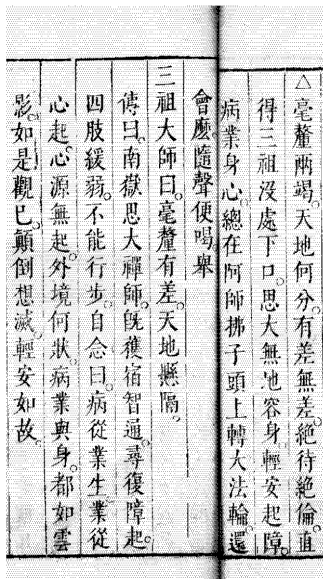 △毫釐兩竭。天地何分。有差無差。絶待絶倫。直
得三祖沒處下口。思大無地容身。輕安起障。
病業身心。總在阿師拂子頭上轉大法輪。還
會麽。隨聲便喝。舉
三祖大師曰。毫釐有差。天地懸隔。
傳曰。南嶽思大禪師。旣獲宿智通。尋復障起。
四肢緩弱。不能行步。自念曰。病從業生。業從
心起。心源無起。外境何狀。病業與身。都如雲
影。如是觀已。顛倒想滅。輕安如故。